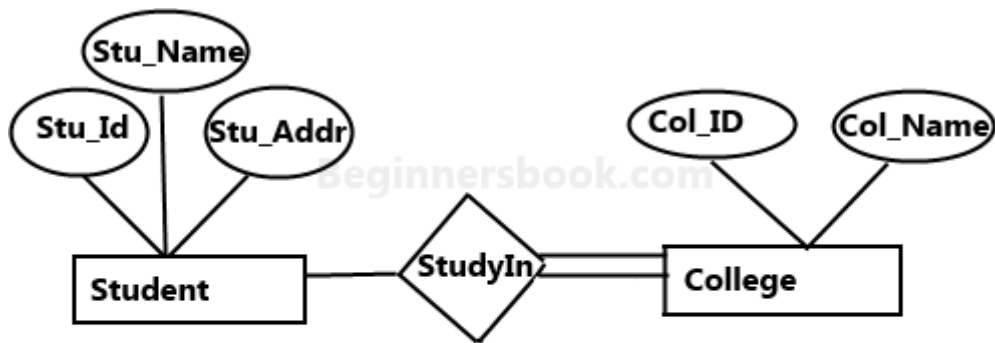 Stu_Name
Stu_Id
Stu_Addr
Col_ID
Col_Name
Beginnersbook.com
Student
StudyIn
College